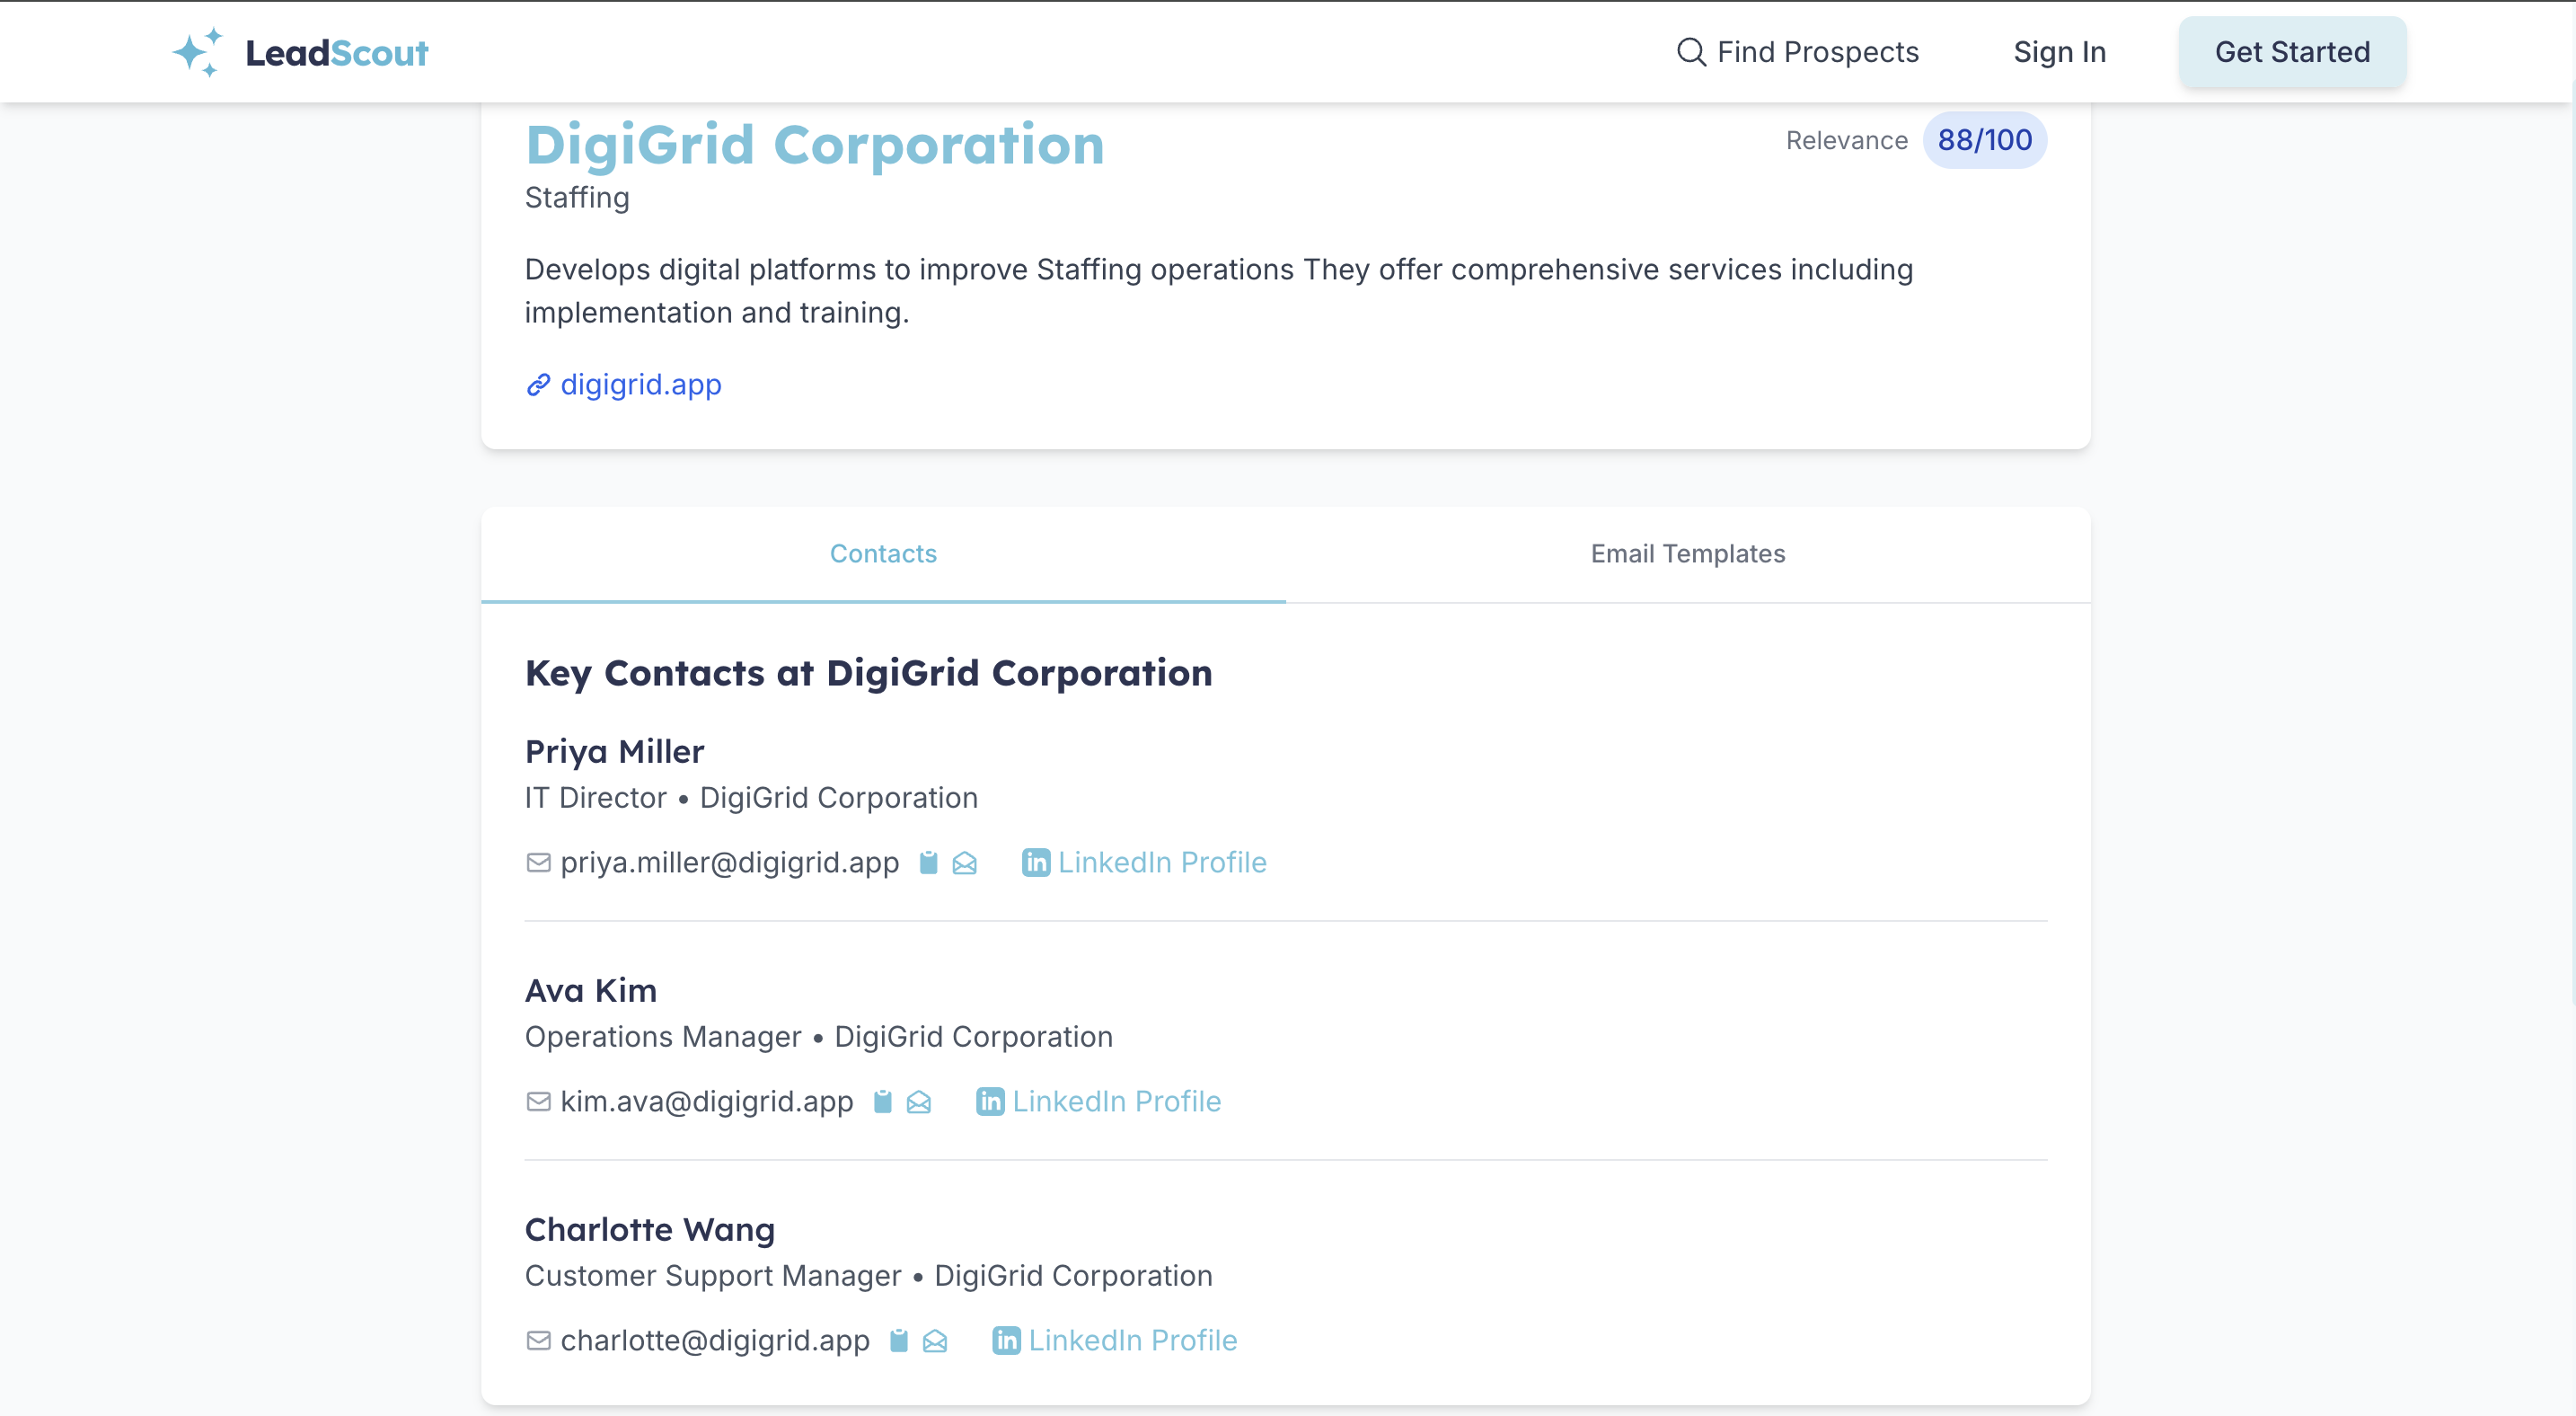 LeadScout
Find Prospects
Sign In
Get Started
DigiGrid Corporation
Relevance 88/100
Staffing
Develops digital platforms to improve Staffing operations They offer comprehensive services including
implementation and training.
digigrid.app
Contacts
Email Templates
Key Contacts at DigiGrid Corporation
Priya Miller
IT Director • DigiGrid Corporation
priya.miller@digigrid.app LinkedIn Profile
Ava Kim
Operations Manager • DigiGrid Corporation
kim.ava@digigrid.app LinkedIn Profile
Charlotte Wang
Customer Support Manager • DigiGrid Corporation
charlotte@digigrid.app LinkedIn Profile